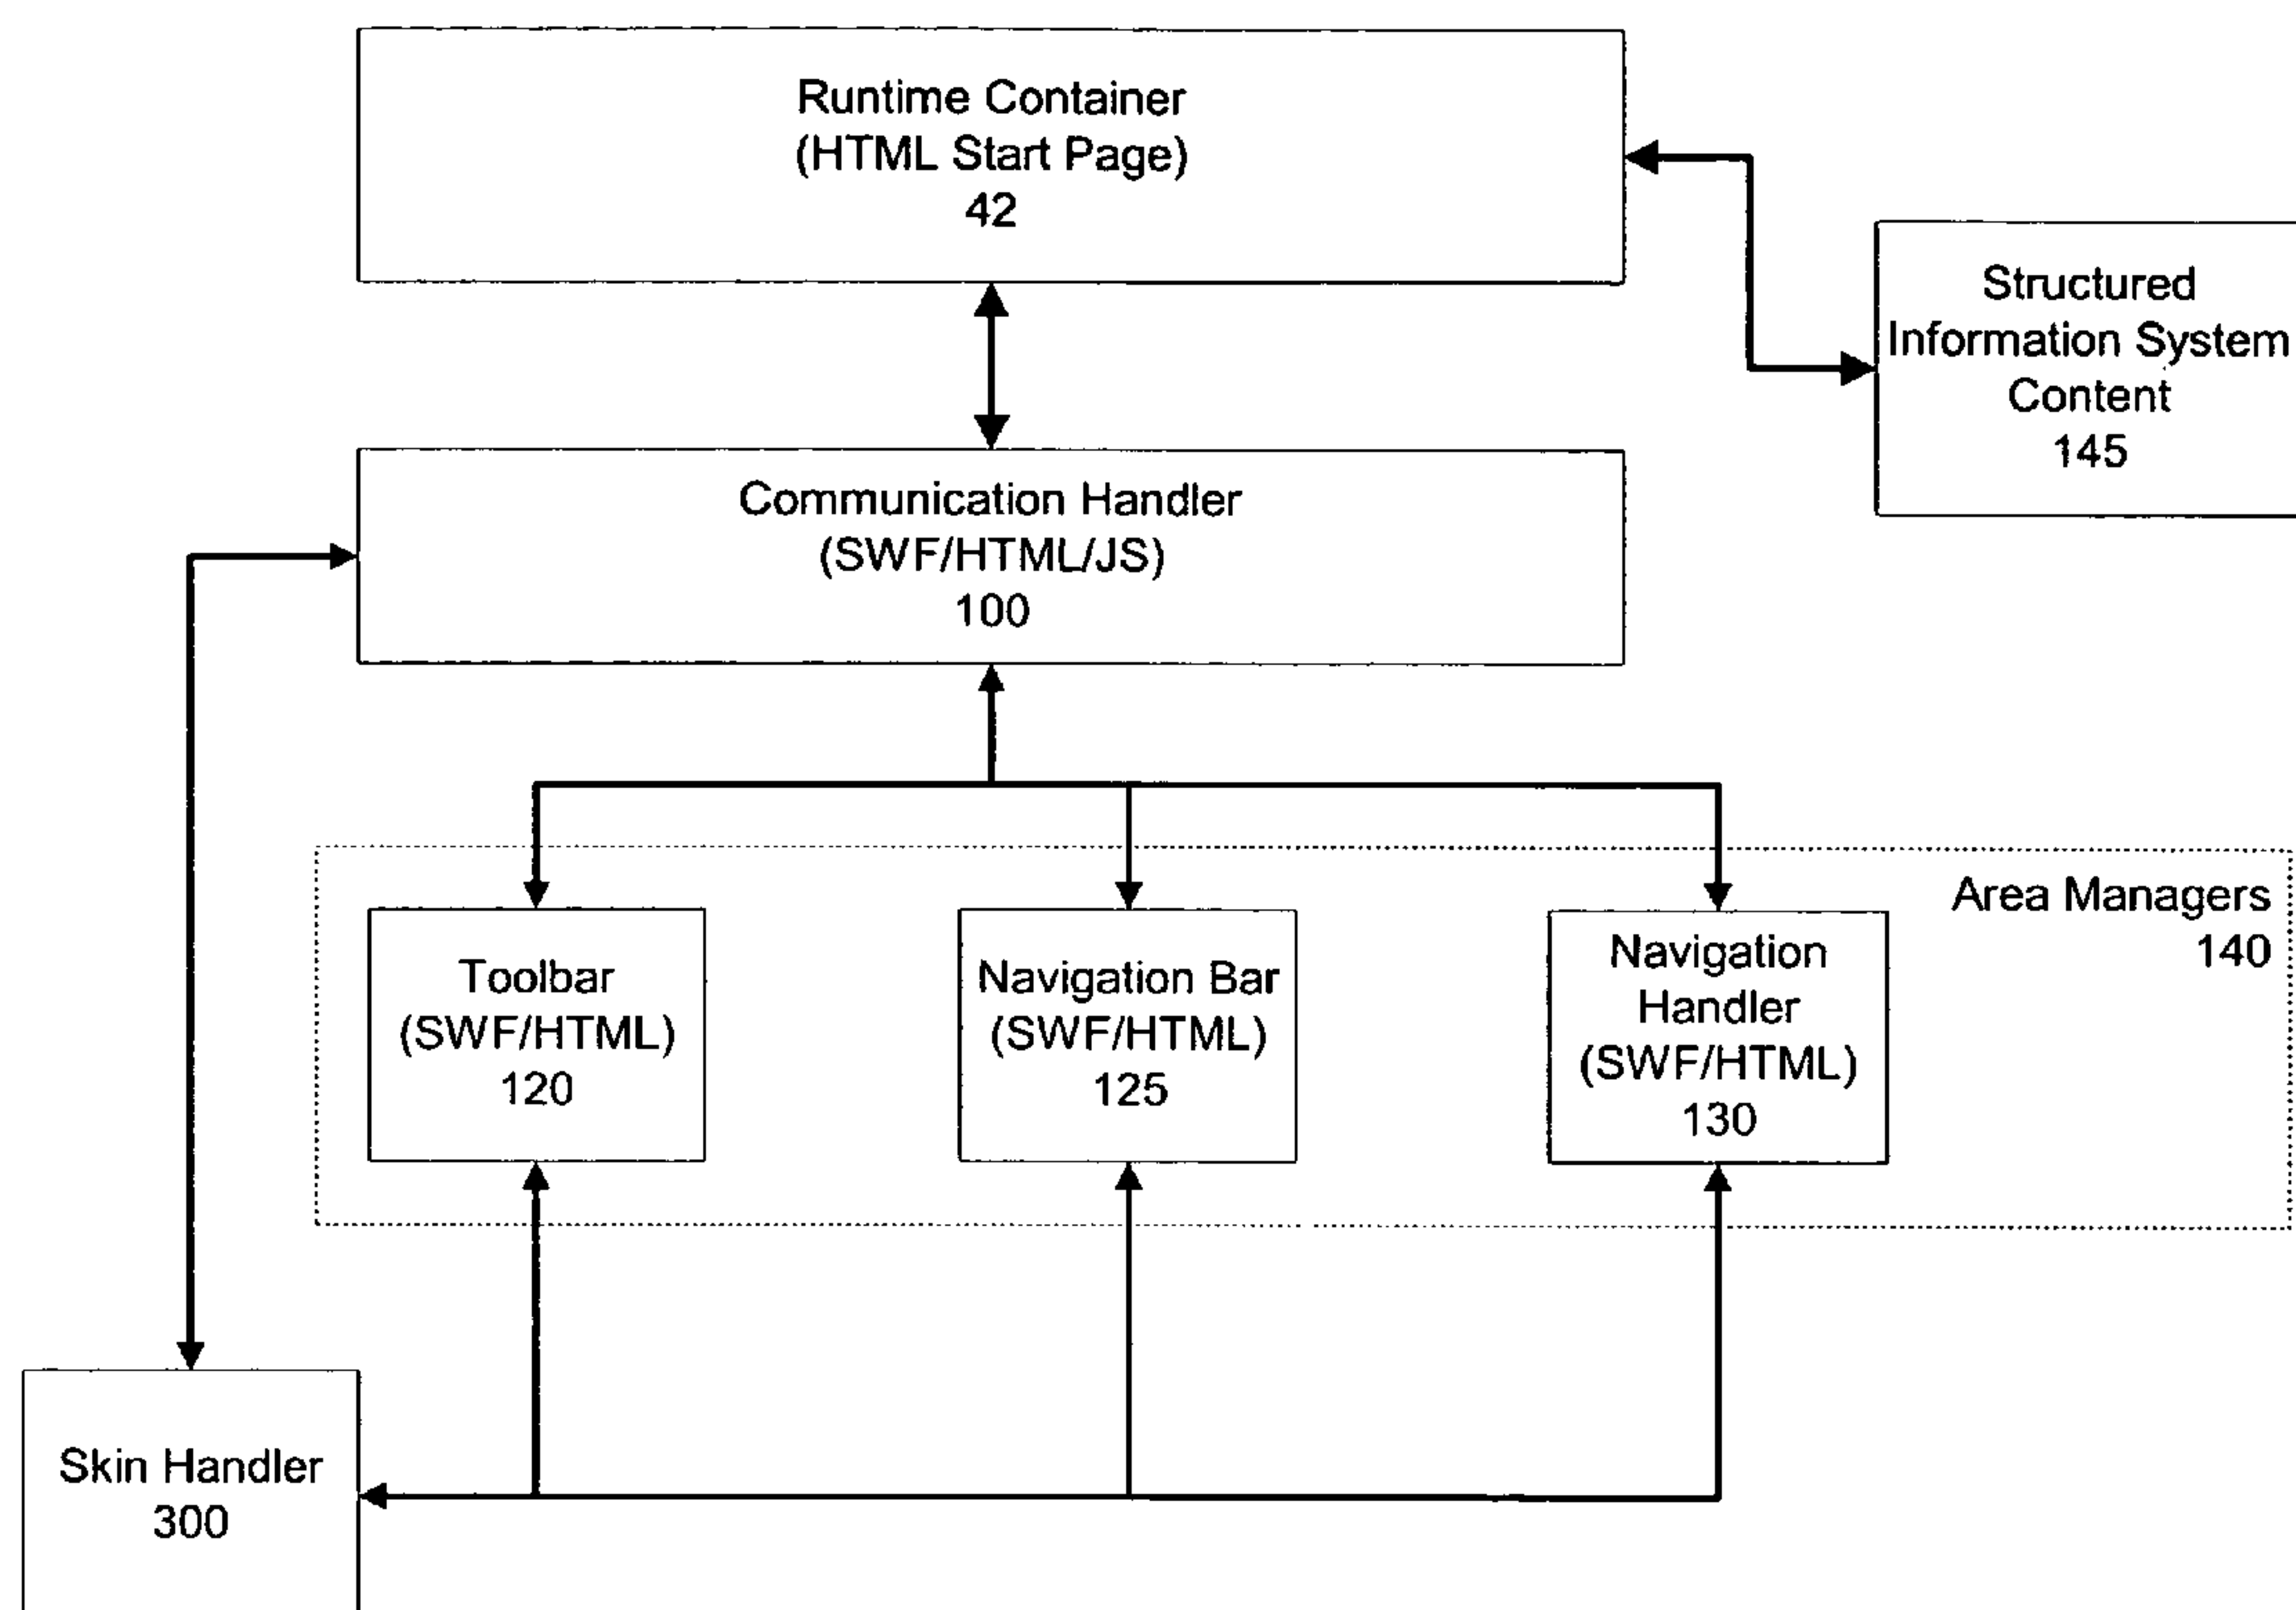 Runtime Container
(HTML Start Page)
42
Structured
Information System
Content
145
Communication Handler
(SWF/HTML/JS)
100
Area Managers
140
Toolbar
(SWF/HTML)
120
Navigation Bar
(SWF/HTML)
125
Navigation
Handler
(SWF/HTML)
130
Skin Handler
300